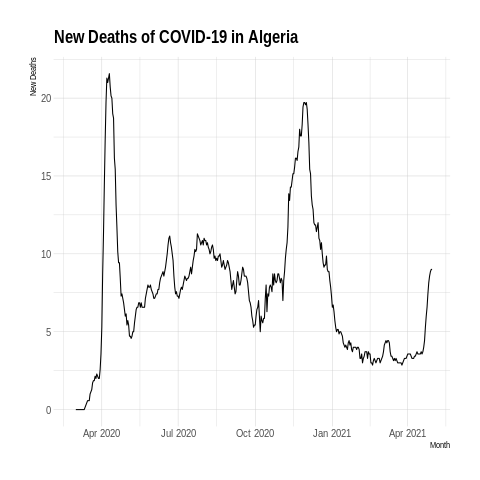 New Deaths of COVID-19 in Algeria
New Deaths
20
15
10
5
0
Apr 2020 Jul 2020 Oct 2020 Jan 2021 Apr 2021
Month